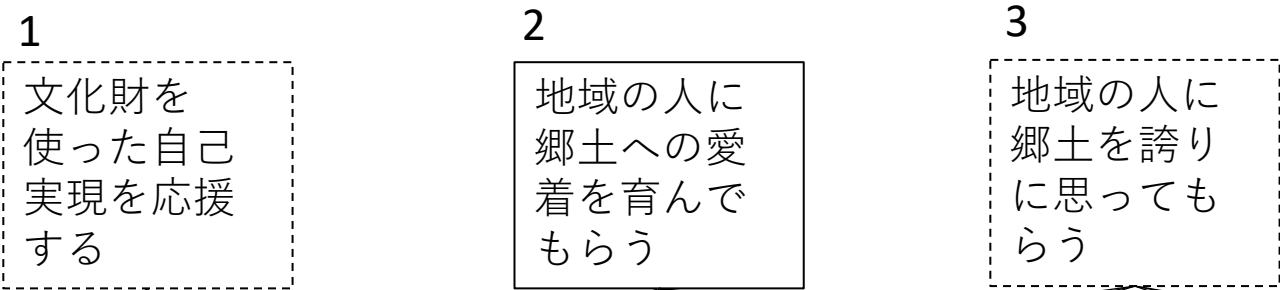 1
文化財を
使った自己
実現を応援
する
2
地域の人に
郷土への愛
着を育んで
もらう
3
地域の人に
郷土を誇り
に思っても
らう